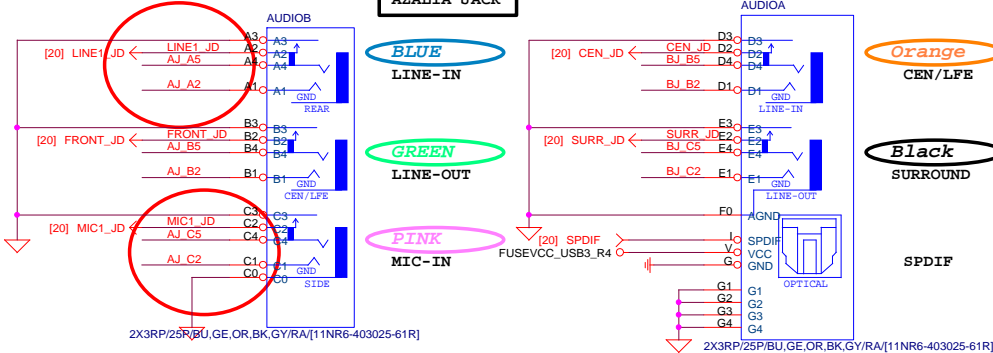 AZALIA JACK
AUDIOB
AUDIOA
A3
A3
[20] LINE1_JD
LINE1_JD
A2
A2
AJ_A5
A4
A4
AJ_A2
A1
A1
GND
REAR
BLUE
LINE-IN
B3
B3
[20] FRONT_JD
FRONT_JD
B2
B2
AJ_B5
B4
B4
AJ_B2
B1
B1
GND
CEN/LFE
GREEN
LINE-OUT
C3
C3
[20] MIC1_JD
MIC1_JD
C2
C2
AJ_C5
C4
C4
AJ_C2
C1
C1
GND
C0
C0
SIDE
PINK
MIC-IN
2X3RP/25P/BU,GE,OR,BK,GY/RA/[11NR6-403025-61R]
D3
D3
[20] CEN_JD
CEN_JD
D2
D2
BJ_B5
D4
D4
BJ_B2
D1
D1
GND
LINE-IN
Orange
CEN/LFE
E3
E3
[20] SURR_JD
SURR_JD
E2
E2
BJ_C5
E4
E4
BJ_C2
E1
E1
GND
LINE-OUT
Black
SURROUND
F0
AGND
[20] SPDIF
I
SPDIF
FUSEVCC_USB3_R4
V
VCC
G
GND
OPTICAL
SPDIF
G1
G1
G2
G2
G3
G3
G4
G4
2X3RP/25P/BU,GE,OR,BK,GY/RA/[11NR6-403025-61R]